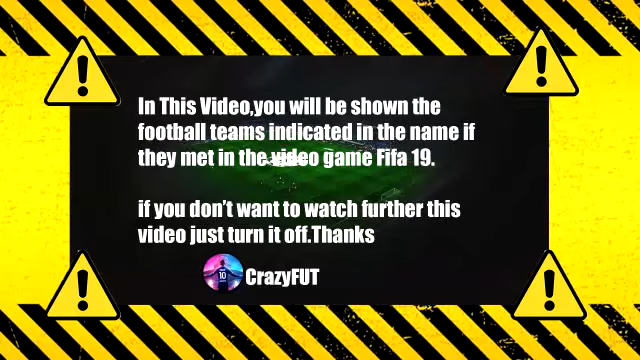 In This Video,you will be shown the
football teams indicated in the name if
they met in the video game Fifa 19.
if you don't want to watch further this
video just turn it off.Thanks
10
CrazyFUT